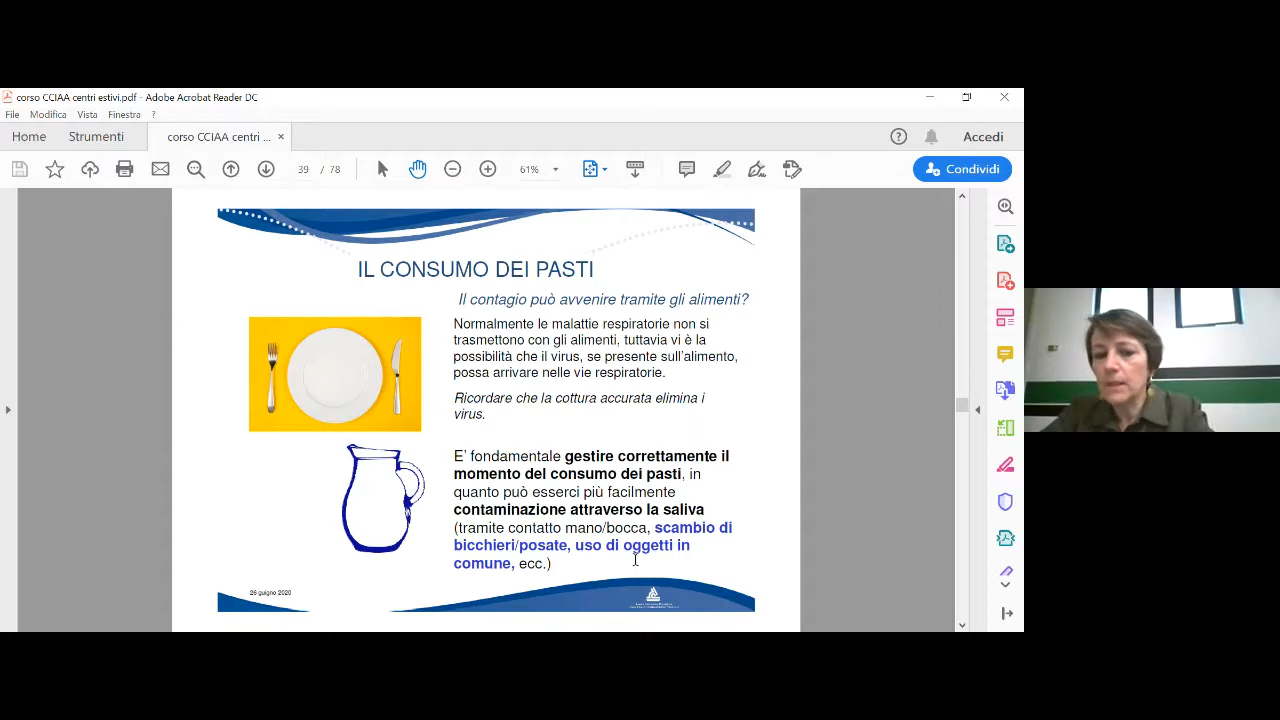 corso CCIAA centri estivi.pdf - Adobe Acrobat Reader DC
File Modifica Vista Finestra ?
Home Strumenti corso CCIAA centri ... × Accedi
39 / 78 61% Condividi
IL CONSUMO DEI PASTI
Il contagio può avvenire tramite gli alimenti?
Normalmente le malattie respiratorie non si
trasmettono con gli alimenti, tuttavia vi è la
possibilità che il virus, se presente sull'alimento,
possa arrivare nelle vie respiratorie.
Ricordare che la cottura accurata elimina i
virus.
E' fondamentale gestire correttamente il
momento del consumo dei pasti, in
quanto può esserci più facilmente
contaminazione attraverso la saliva
(tramite contatto mano/bocca, scambio di
bicchieri/posate, uso di oggetti in
comune, ecc.)
26 guigno 2020